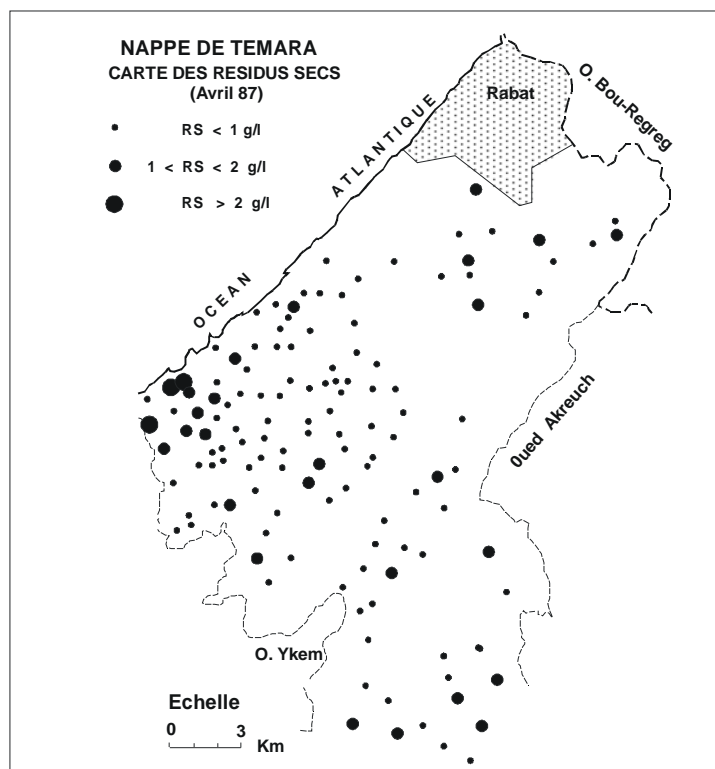 NAPPE DE TEMARA
CARTE DES RESIDUS SECS
(Avril 87)
RS < 1 g/l
1 < RS < 2 g/l
RS > 2 g/l
OCEAN ATLANTIQUE
Rabat
O. Bou-Regreg
0ued Akreuch
O. Ykem
Echelle
0 3
Km